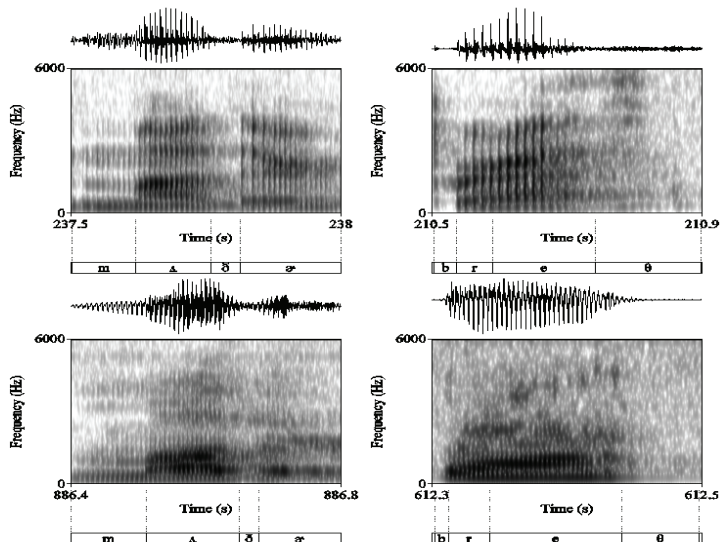 6000
Frequency (Hz)
0
237.5
238
Time (s)
m ʌ ð ɚ
6000
Frequency (Hz)
0
210.5
210.9
Time (s)
b r e θ
6000
Frequency (Hz)
0
886.4
886.8
Time (s)
m ʌ ð ɚ
6000
Frequency (Hz)
0
612.3
612.5
Time (s)
b r e θ